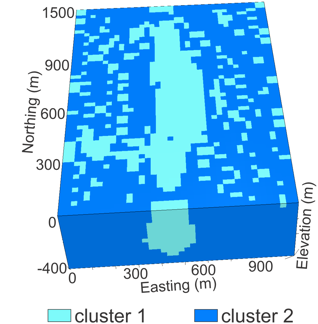 1500
900
600
300
0
-400
Northing (m)
0
300
600
900
Easting (m)
Elevation (m)
cluster 1
cluster 2